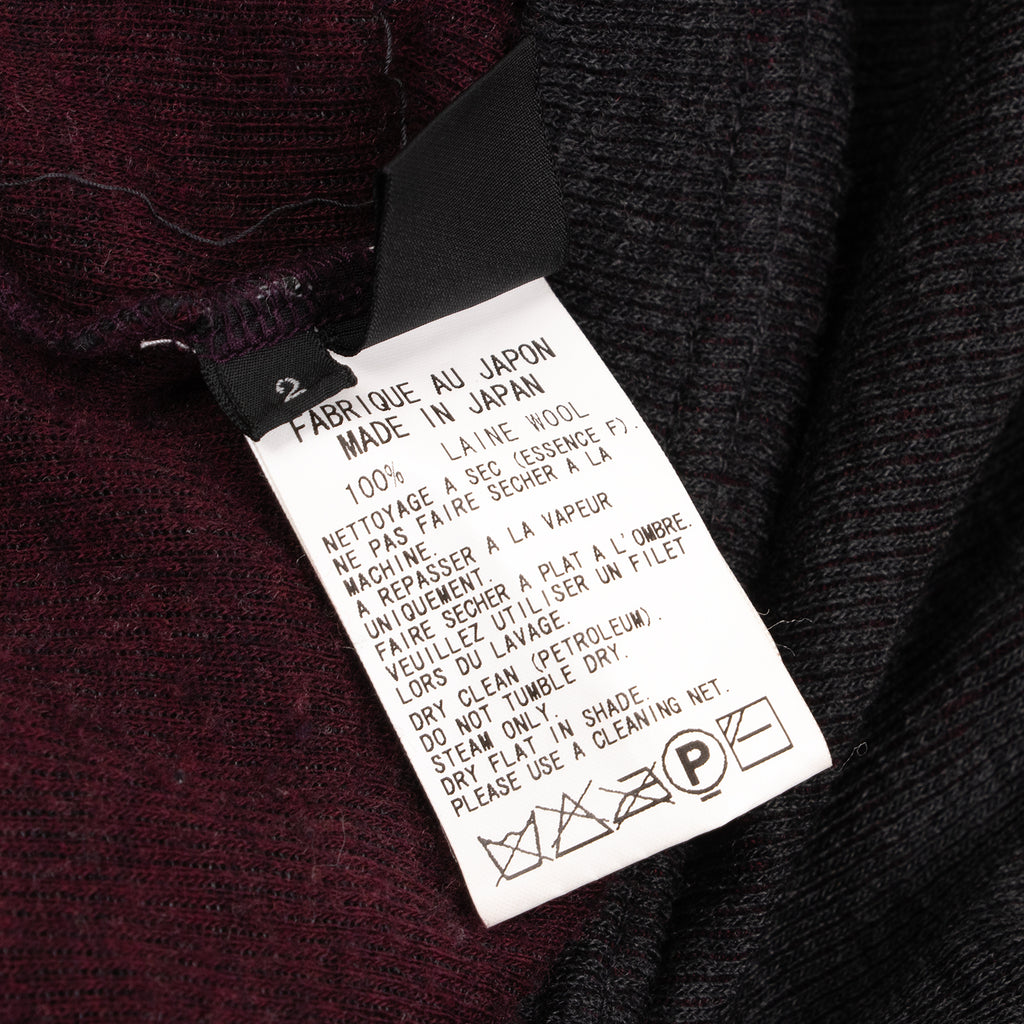 2
FABRIQUE AU JAPON
MADE IN JAPAN
100% LAINE WOOL
NETTOYAGE A SEC (ESSENCE F).
NE PAS FAIRE SECHER A LA
MACHINE.
A REPASSER A LA VAPEUR
UNIQUEMENT.
FAIRE SECHER A PLAT A L'OMBRE.
VEUILLEZ UTILISER UN FILET
LORS DU LAVAGE.
DRY CLEAN (PETROLEUM).
DO NOT TUMBLE DRY.
STEAM ONLY.
DRY FLAT IN SHADE.
PLEASE USE A CLEANING NET.
P